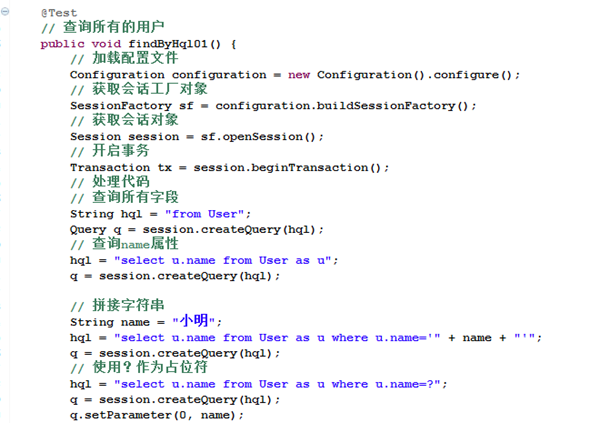 @Test
// 查询所有的用户
public void findByHql01() {
// 加载配置文件
Configuration configuration = new Configuration().configure();
// 获取会话工厂对象
SessionFactory sf = configuration.buildSessionFactory();
// 获取会话对象
Session session = sf.openSession();
// 开启事务
Transaction tx = session.beginTransaction();
// 处理代码
// 查询所有字段
String hql = "from User";
Query q = session.createQuery(hql);
// 查询name属性
hql = "select u.name from User as u";
q = session.createQuery(hql);
// 拼接字符串
String name = "小明";
hql = "select u.name from User as u where u.name='" + name + "'";
q = session.createQuery(hql);
// 使用？作为占位符
hql = "select u.name from User as u where u.name=?";
q = session.createQuery(hql);
q.setParameter(0, name);